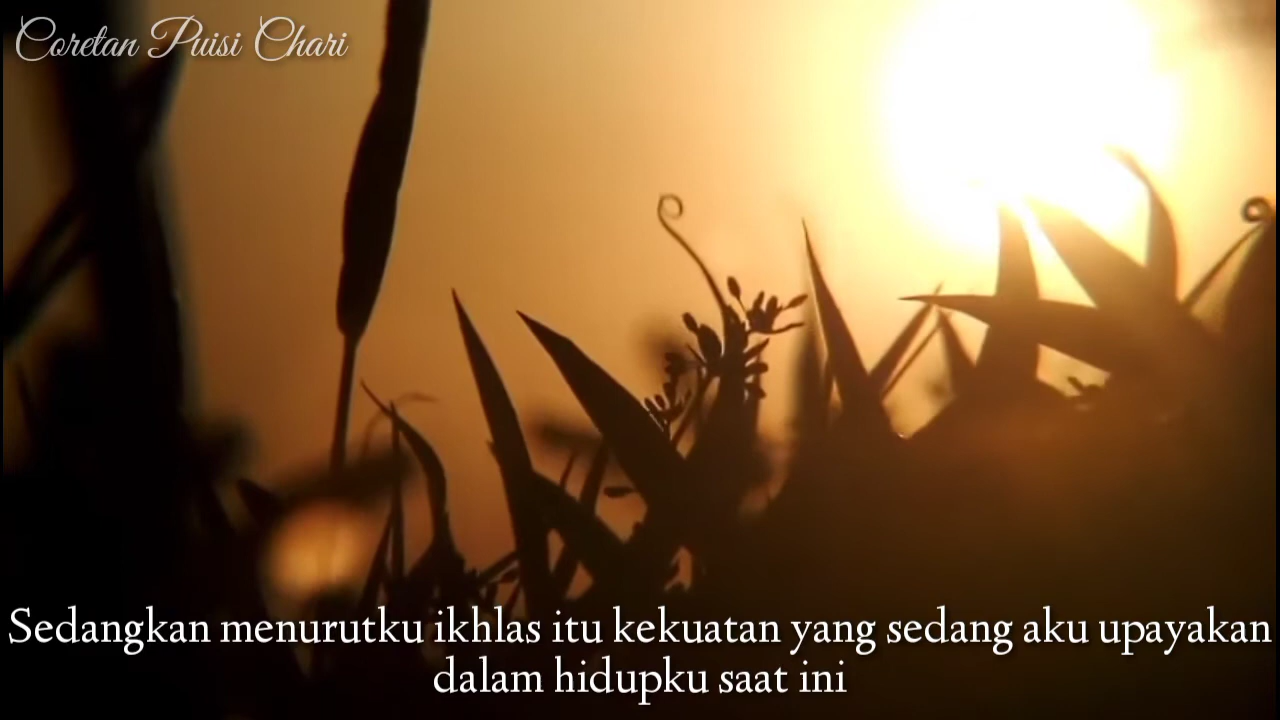 Coretan Puisi Chari
Sedangkan menurutku ikhlas itu kekuatan yang sedang aku upayakan
dalam hidupku saat ini